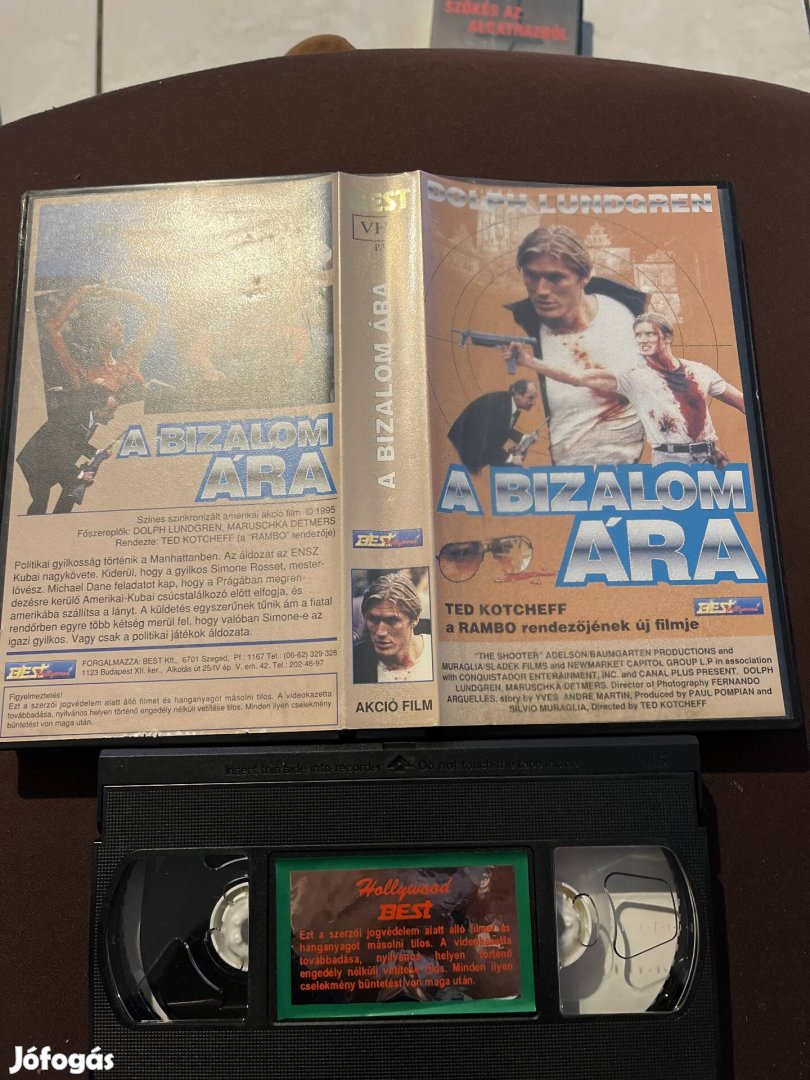 SZÖKÉS AZ
ALCATRAZBÓL
A BIZALOM
ÁRA
Színes szinkronizált amerikai akció film © 1995
Főszereplők: DOLPH LUNDGREN, MARUSCHKA DETMERS
Rendezte: TED KOTCHEFF (a "RAMBO" rendezője)
Politikai gyilkosság történik a Manhattanben. Az áldozat az ENSZ
Kubai nagykövete. Kiderül, hogy a gyilkos Simone Rosset, mester-
lövész. Michael Dane feladatot kap, hogy a Prágában megren-
dezésre kerülő Amerikai-Kubai csúcstalálkozó előtt elfogja, és
amerikába szállítsa a lányt. A küldetés egyszerűnek tűnik ám a fiatal
rendőrben egyre több kétség merül fel, hogy valóban Simone-e az
igazi gyilkos. Vagy csak a politikai játékok áldozata.
BEST
FORGALMAZZA: BEST Kft., 6701 Szeged, Pf.: 1167 Tel.: (06-62) 329-328
1123 Budapest XII. ker., Alkotás út 25/IV ép. V. em. 42. Tel.: 202-46-97
Figyelmeztetés!
Ezt a szerzői jogvédelem alatt álló filmet és hanganyagot másolni tilos. A videokazetta
továbbadása, nyilvános helyen történő engedély nélküli vetítése tilos. Minden ilyen cselekmény
büntetést von maga után.
BEST
A BIZALOM ÁRA
BEST
AKCIÓ FILM
DOLPH LUNDGREN
A BIZALOM
ÁRA
BEST
TED KOTCHEFF
a RAMBO rendezőjének új filmje
"THE SHOOTER" ADELSON/BAUMGARTEN PRODUCTIONS and
MURAGLIA/SLADEK FILMS and NEWMARKET CAPITOL GROUP L.P in association
with CONQUISTADOR ENTERAINMENT, INC. and CANAL PLUS PRESENT. DOLPH
LUNDGREN, MARUSCHKA DETMERS. Director of Photography FERNANDO
ARGUELLES. story by YVES ANDRE MARTIN, Produced by PAUL POMPIAN and
SILVIO MURAGLIA, Directed by TED KOTCHEFF
Insert this side into recorder Do not touch the tape inside
Hollywood
BEST
Ezt a szerzői jogvédelem alatt álló filmet és
hanganyagot másolni tilos. A videokazetta
továbbadása, nyilvános helyen történő
engedély nélküli vetítése tilos. Minden ilyen
cselekmény büntetést von maga után.
Jófogás